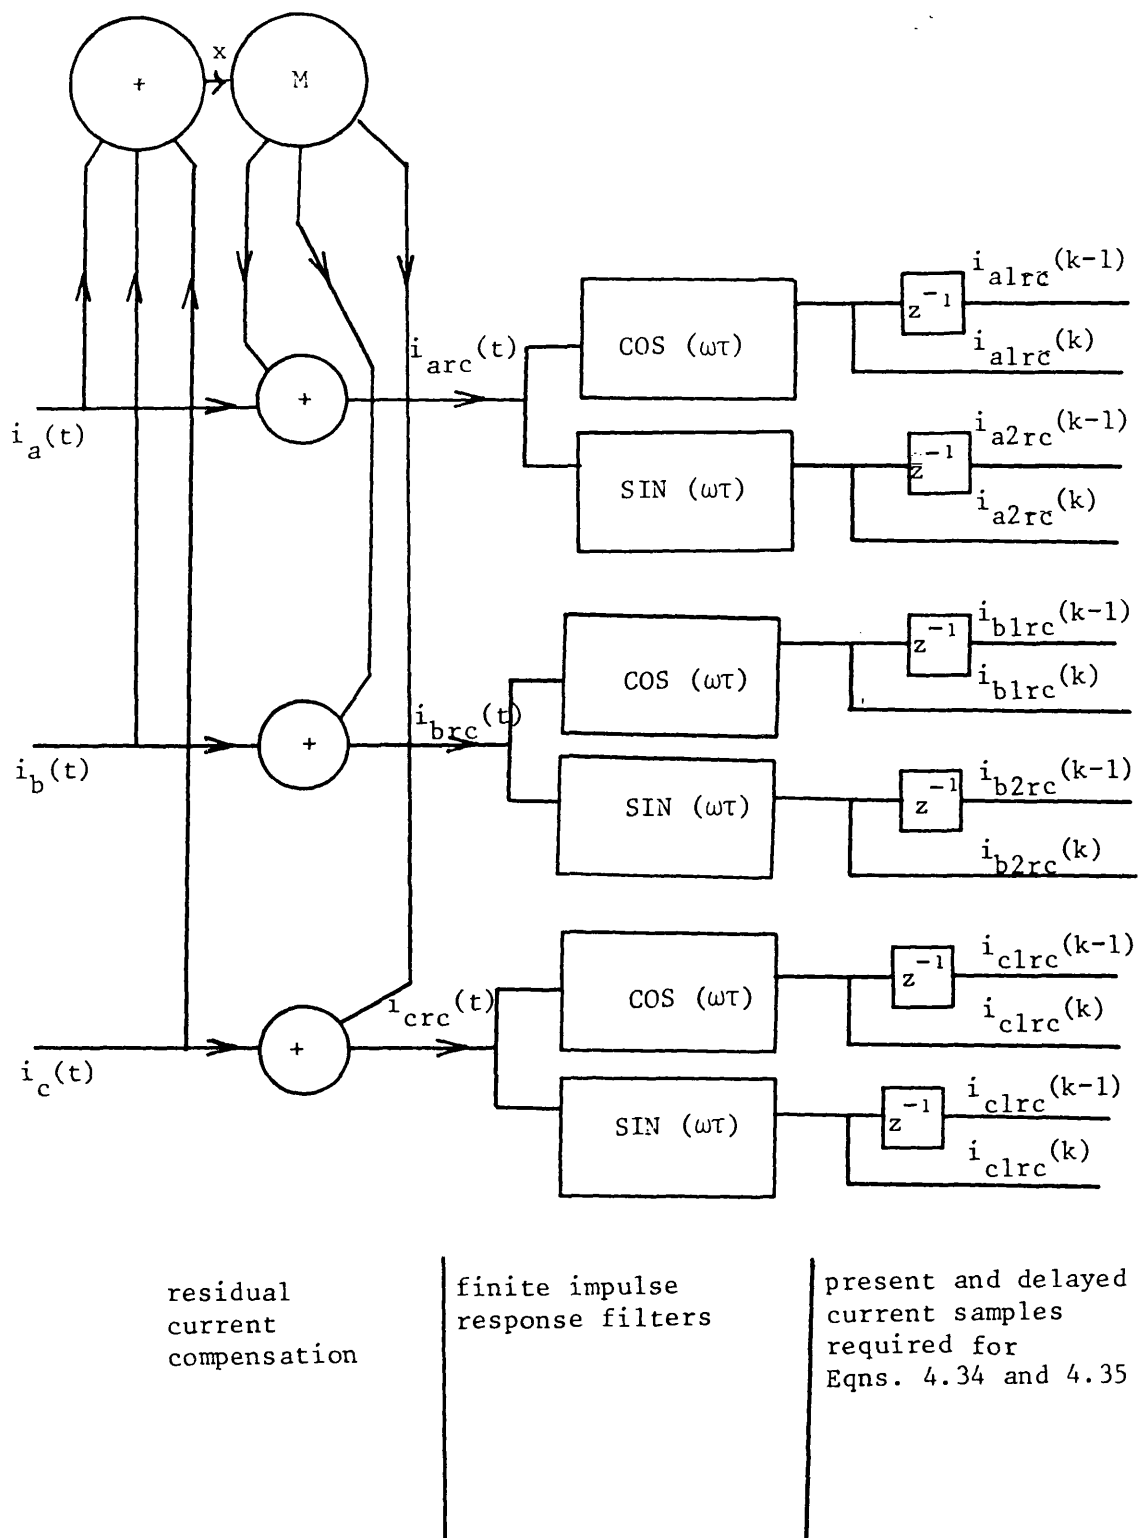 x
+
M
i_a1rc(k-1)
z^-1
i_arc(t)
COS (ωτ)
i_a1rc(k)
+
i_a(t)
i_a2rc(k-1)
z^-1
SIN (ωτ)
i_a2rc(k)
i_b1rc(k-1)
z^-1
COS (ωτ)
i_b1rc(k)
i_brc(t)
+
i_b(t)
i_b2rc(k-1)
z^-1
SIN (ωτ)
i_b2rc(k)
i_c1rc(k-1)
z^-1
COS (ωτ)
i_crc(t)
i_c1rc(k)
+
i_c(t)
i_c1rc(k-1)
z^-1
SIN (ωτ)
i_c1rc(k)
residual
current
compensation
finite impulse
response filters
present and delayed
current samples
required for
Eqns. 4.34 and 4.35